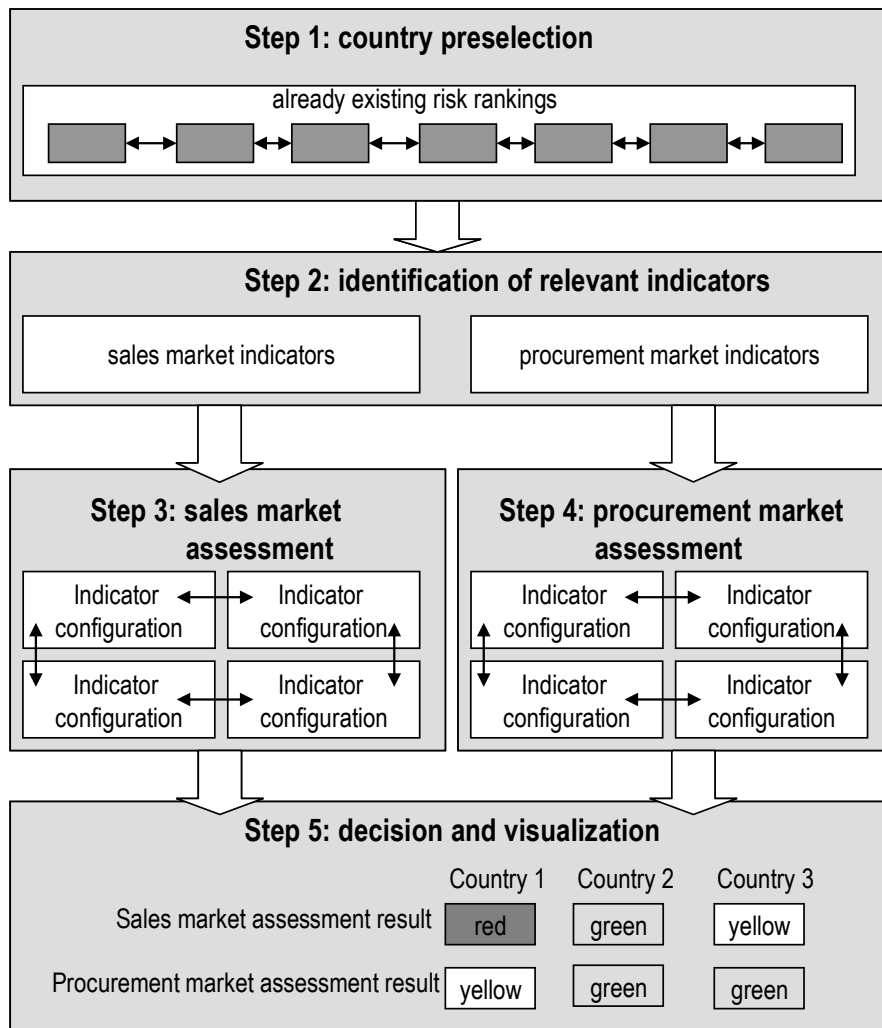 Step 1: country preselection
already existing risk rankings
Step 2: identification of relevant indicators
sales market indicators
procurement market indicators
Step 3: sales market
assessment
Indicator
configuration
Indicator
configuration
Indicator
configuration
Indicator
configuration
Step 4: procurement market
assessment
Indicator
configuration
Indicator
configuration
Indicator
configuration
Indicator
configuration
Step 5: decision and visualization
Country 1 Country 2 Country 3
Sales market assessment result red green yellow
Procurement market assessment result yellow green green